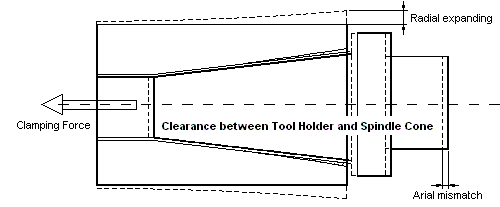 Radial expanding
Clamping Force
Clearance between Tool Holder and Spindle Cone
Arial mismatch